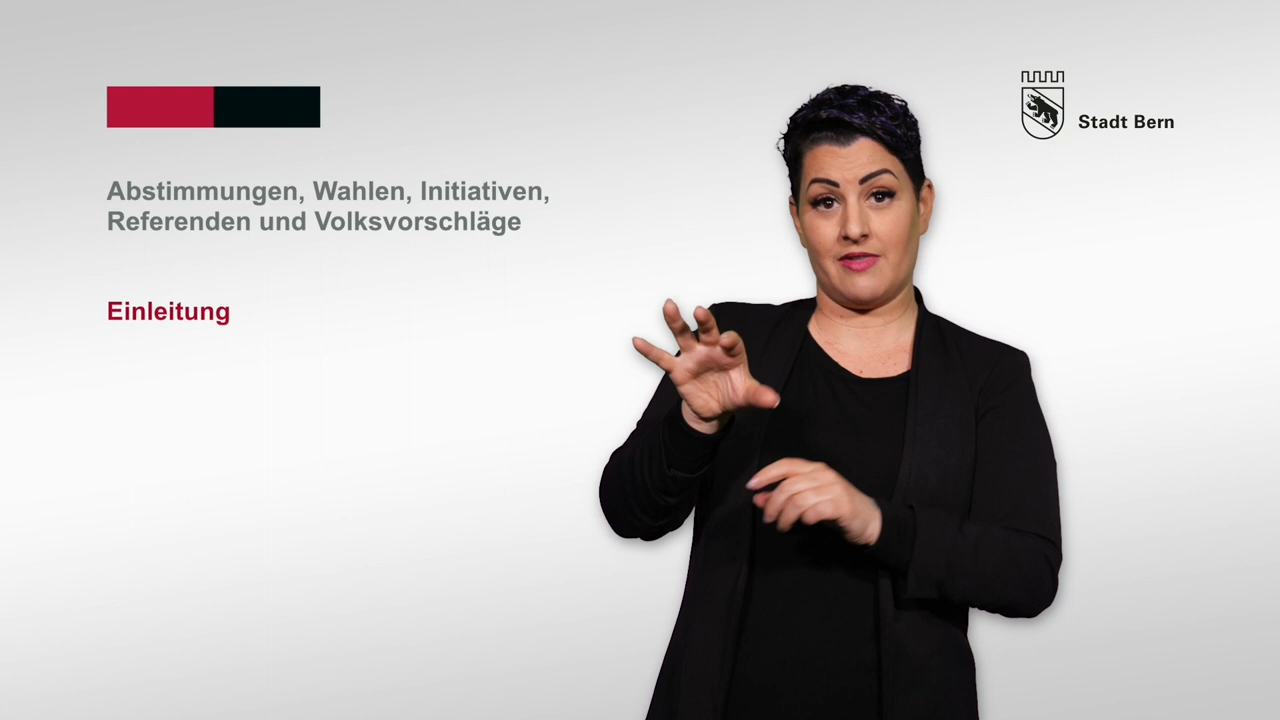 Stadt Bern
Abstimmungen, Wahlen, Initiativen,
Referenden und Volksvorschläge
Einleitung